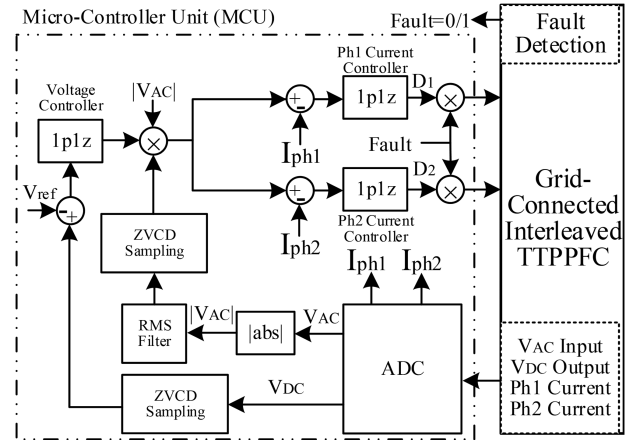 Micro-Controller Unit (MCU)
Fault=0/1
Fault
Detection
Voltage
Controller
|VAC|
Ph1 Current
Controller
1p1z
+
-
1p1z
D1
×
×
Iph1
Fault
Vref
-
+
+
-
1p1z
D2
×
Ph2 Current
Controller
Iph2
Grid-
Connected
Interleaved
TTPPFC
ZVCD
Sampling
Iph1
Iph2
RMS
Filter
|VAC|
|abs|
VAC
ADC
VAC Input
VDC Output
Ph1 Current
Ph2 Current
ZVCD
Sampling
VDC